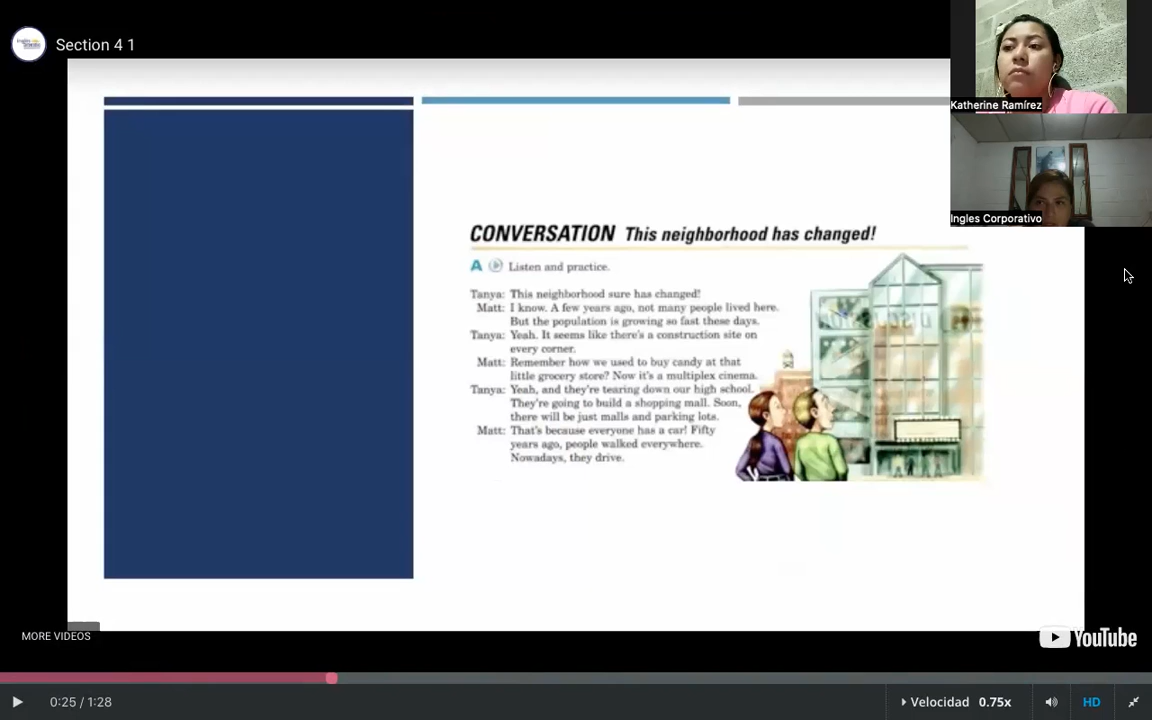 Section 4 1
Katherine Ramírez
Ingles Corporativo
CONVERSATION This neighborhood has changed!
A Listen and practice.
Tanya: This neighborhood sure has changed!
Matt: I know. A few years ago, not many people lived here.
But the population is growing so fast these days.
Tanya: Yeah. It seems like there's a construction site on
every corner.
Matt: Remember how we used to buy candy at that
little grocery store? Now it's a multiplex cinema.
Tanya: Yeah, and they're tearing down our high school.
They're going to build a shopping mall. Soon,
there will be just malls and parking lots.
Matt: That's because everyone has a car! Fifty
years ago, people walked everywhere.
Nowadays, they drive.
MORE VIDEOS
YouTube
0:25 / 1:28
Velocidad 0.75x
HD